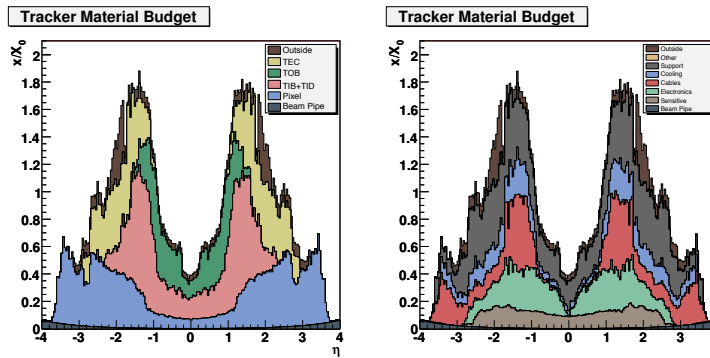 Tracker Material Budget
x/X0
2
1.8
1.6
1.4
1.2
1
0.8
0.6
0.4
0.2
0
-4 -3 -2 -1 0 1 2 3 4
η
Outside
TEC
TOB
TIB+TID
Pixel
Beam Pipe
Tracker Material Budget
x/X0
2
1.8
1.6
1.4
1.2
1
0.8
0.6
0.4
0.2
0
-4 -3 -2 -1 0 1 2 3
Outside
Other
Support
Cooling
Cables
Electronics
Sensitive
Beam Pipe